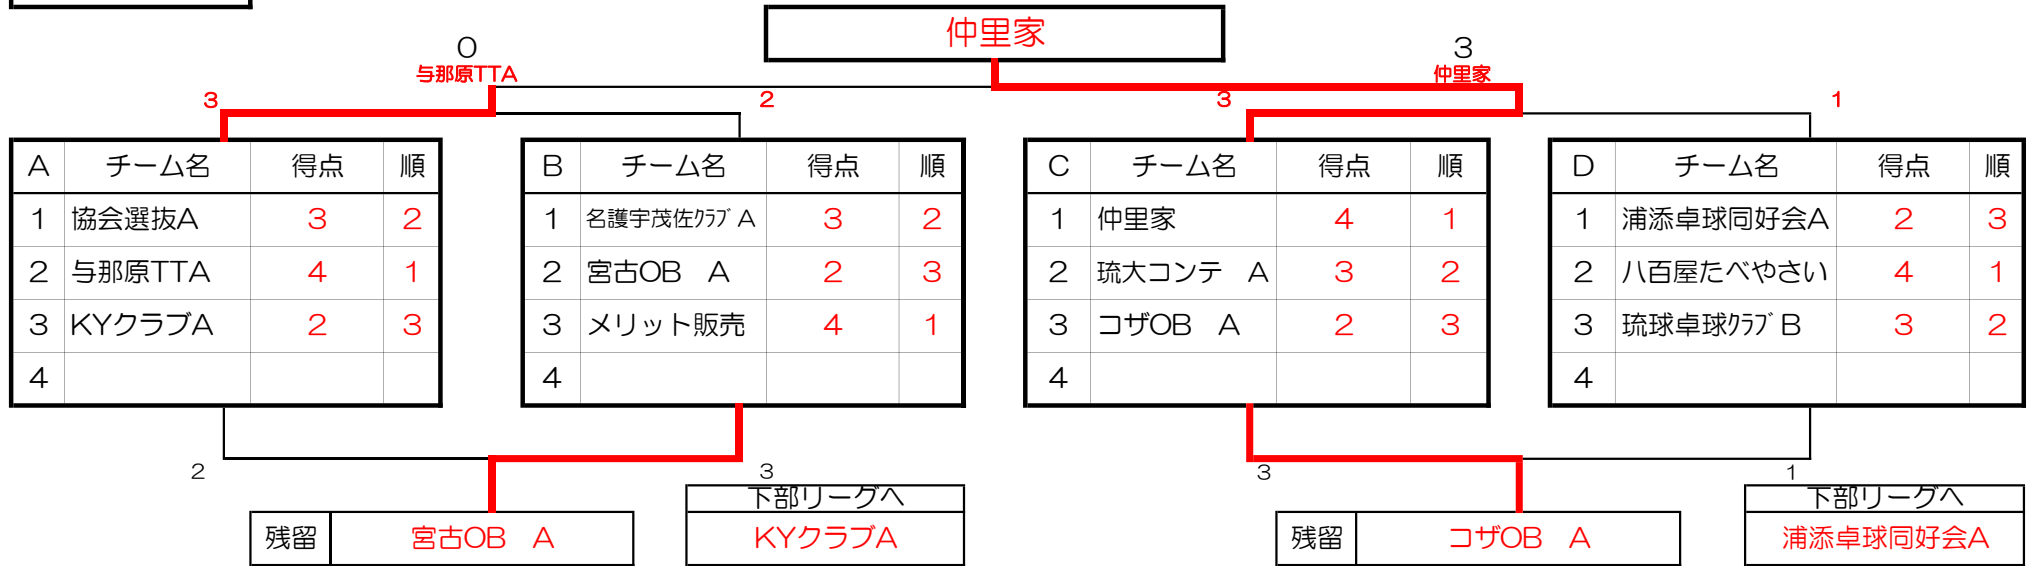 仲里家
0 3
与那原TTA 仲里家
3 2 3 1
A チーム名 得点 順 B チーム名 得点 順 C チーム名 得点 順 D チーム名 得点 順
1 協会選抜A 3 2 1 名護宇茂佐ｸﾗﾌﾞA 3 2 1 仲里家 4 1 1 浦添卓球同好会A 2 3
2 与那原TTA 4 1 2 宮古OB　A 2 3 2 琉大コンテ　A 3 2 2 八百屋たべやさい 4 1
3 KYクラブA 2 3 3 メリット販売 4 1 3 コザOB　A 2 3 3 琉球卓球ｸﾗﾌﾞB 3 2
4 4 4 4
2 3 3 1
下部リーグへ 下部リーグへ
残留 宮古OB　A KYクラブA 残留 コザOB　A 浦添卓球同好会A